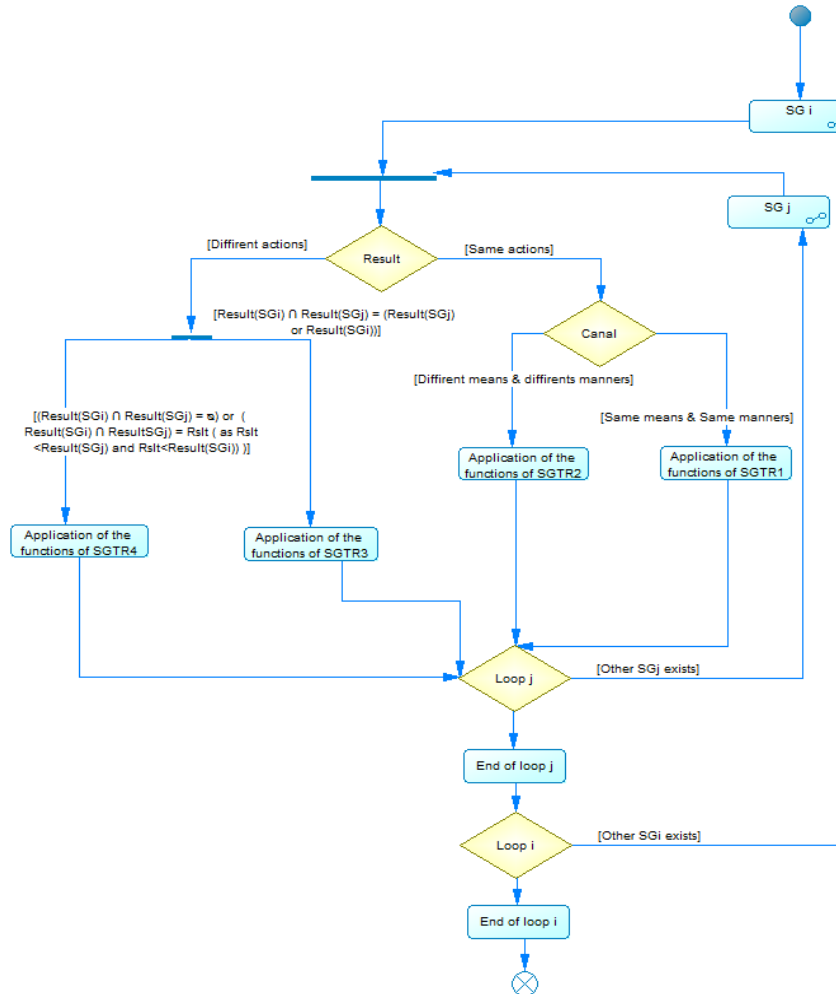 SG i
SG j
[Diffirent actions]
Result
[Same actions]
[Result(SGi) ∩ Result(SGj) = (Result(SGj)
or Result(SGi))]
Canal
[Diffirent means & diffirents manners]
[(Result(SGi) ∩ Result(SGj) = ᴓ) or (
Result(SGi) ∩ ResultSGj) = Rslt ( as Rslt
<Result(SGj) and Rslt<Result(SGi)) )]
[Same means & Same manners]
Application of the
functions of SGTR2
Application of the
functions of SGTR1
Application of the
functions of SGTR4
Application of the
functions of SGTR3
Loop j
[Other SGj exists]
End of loop j
Loop i
[Other SGi exists]
End of loop i